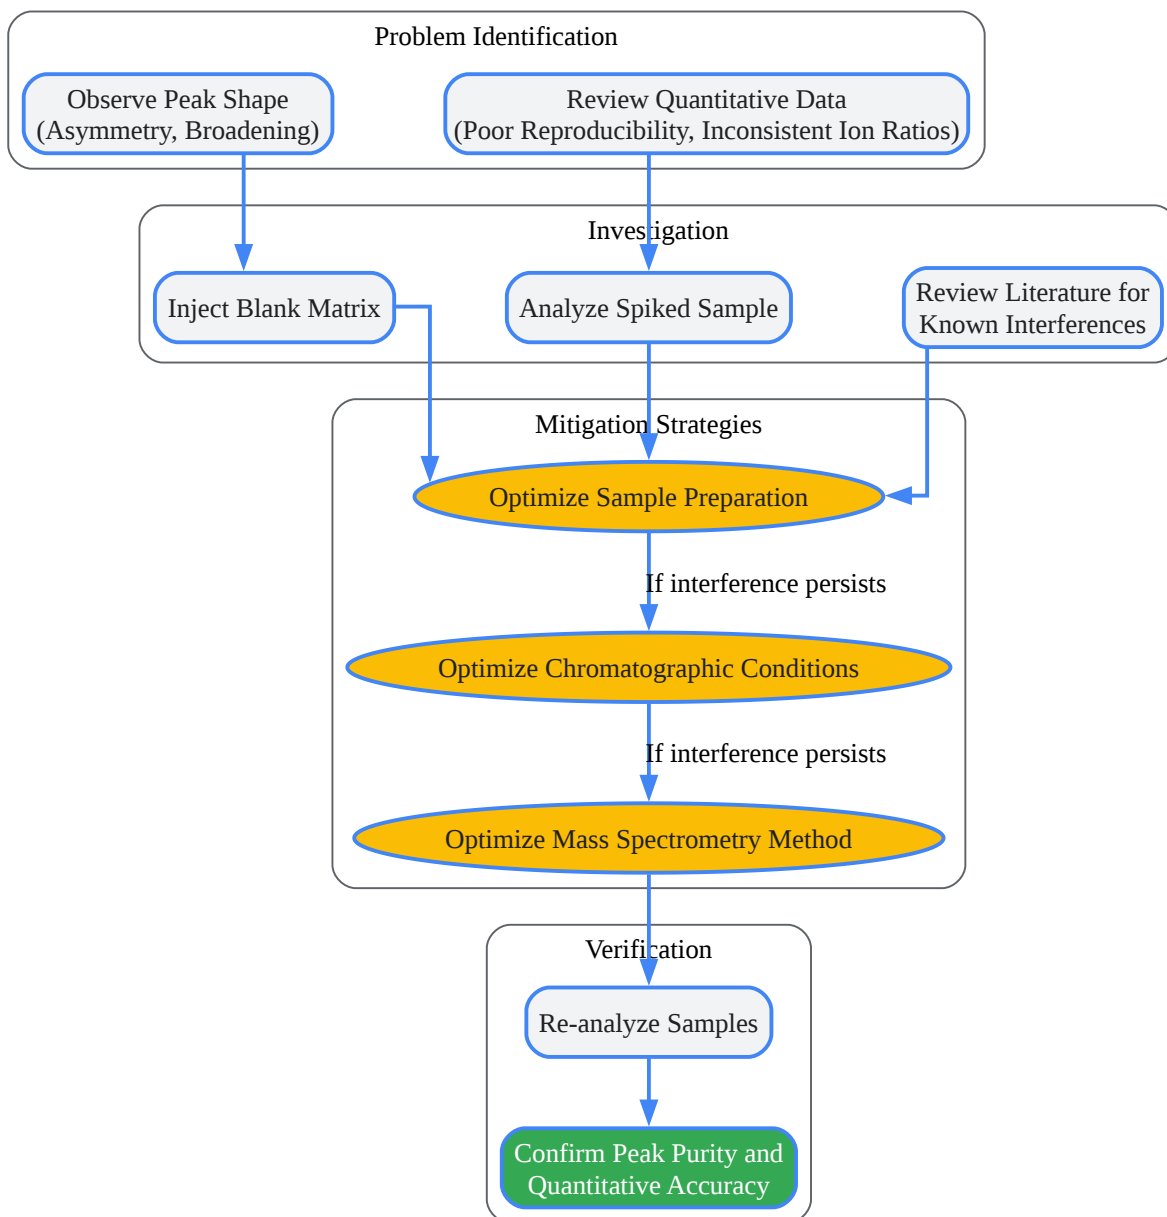 Problem Identification
Observe Peak Shape
(Asymmetry, Broadening)
Review Quantitative Data
(Poor Reproducibility, Inconsistent Ion Ratios)
Investigation
Inject Blank Matrix
Analyze Spiked Sample
Review Literature for
Known Interferences
Mitigation Strategies
Optimize Sample Preparation
If interference persists
Optimize Chromatographic Conditions
If interference persists
Optimize Mass Spectrometry Method
Verification
Re-analyze Samples
Confirm Peak Purity and
Quantitative Accuracy